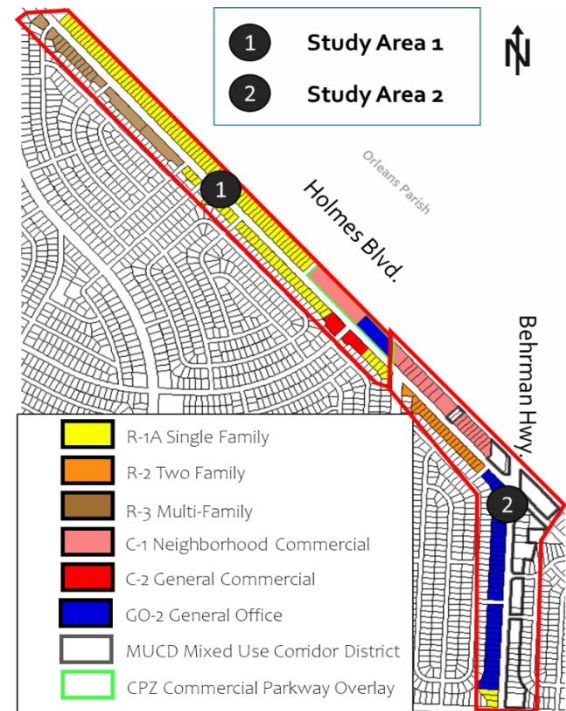 1 Study Area 1
2 Study Area 2
N
Orleans Parish
1
Holmes Blvd.
Behrman Hwy.
2
R-1A Single Family
R-2 Two Family
R-3 Multi-Family
C-1 Neighborhood Commercial
C-2 General Commercial
GO-2 General Office
MUCD Mixed Use Corridor District
CPZ Commercial Parkway Overlay